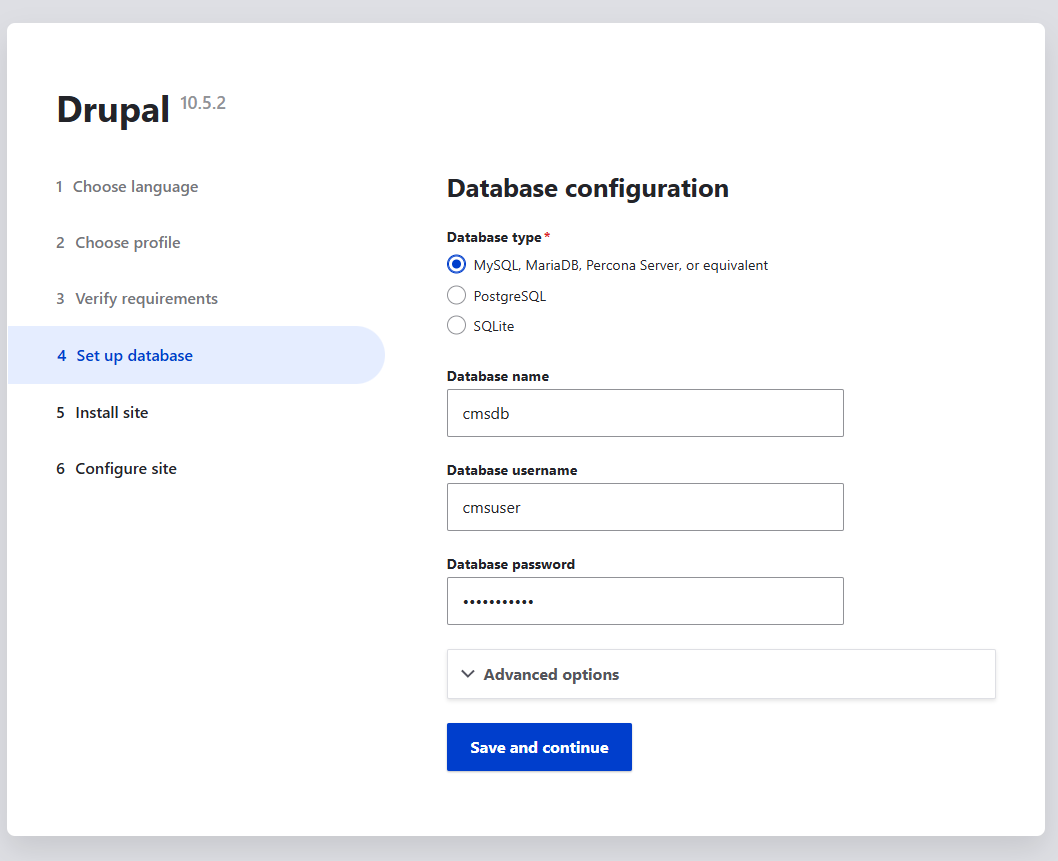 Drupal 10.5.2
1 Choose language
2 Choose profile
3 Verify requirements
4 Set up database
5 Install site
6 Configure site
Database configuration
Database type*
MySQL, MariaDB, Percona Server, or equivalent
PostgreSQL
SQLite
Database name
cmsdb
Database username
cmsuser
Database password
•••••••••••
Advanced options
Save and continue